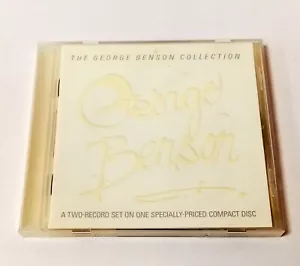 THE GEORGE BENSON COLLECTION
George
Benson
A TWO-RECORD SET ON ONE SPECIALLY-PRICED COMPACT DISC